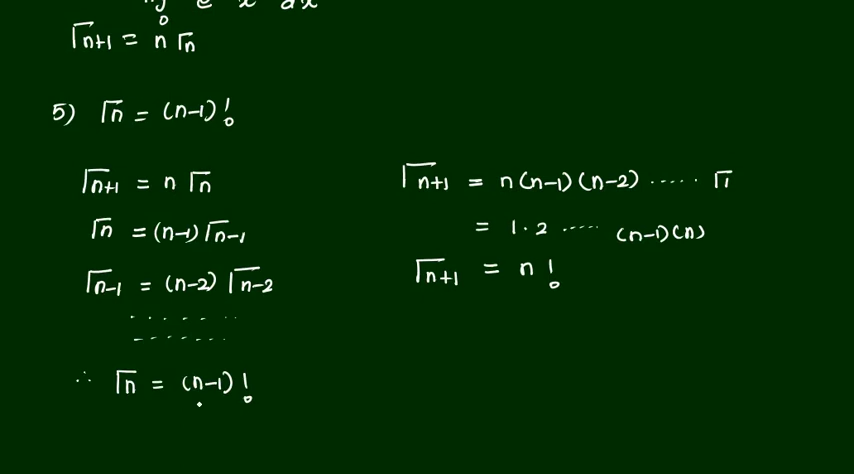 e x dx
Γn+1 = n Γn
5) Γn = (n-1)!
Γn+1 = n Γn
Γn = (n-1) Γn-1
Γn-1 = (n-2) Γn-2
.......
.......
∴ Γn = (n-1)!
Γn+1 = n(n-1)(n-2) ..... Γ1
= 1.2 ..... (n-1)(n)
Γn+1 = n!